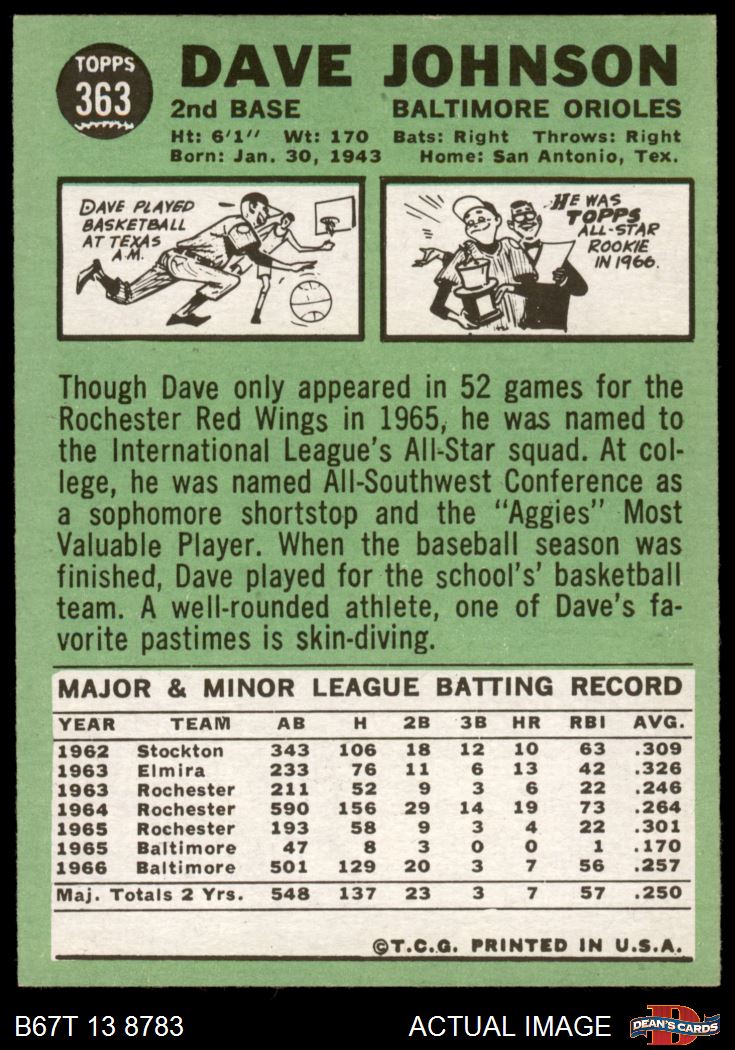 TOPPS
363
DAVE JOHNSON
2nd BASE BALTIMORE ORIOLES
Ht: 6'1" Wt: 170 Bats: Right Throws: Right
Born: Jan. 30, 1943 Home: San Antonio, Tex.
DAVE PLAYED
BASKETBALL
AT TEXAS
A.M.
HE WAS
TOPPS
ALL-STAR
ROOKIE
IN 1966.
Though Dave only appeared in 52 games for the
Rochester Red Wings in 1965, he was named to
the International League's All-Star squad. At col-
lege, he was named All-Southwest Conference as
a sophomore shortstop and the "Aggies" Most
Valuable Player. When the baseball season was
finished, Dave played for the school's' basketball
team. A well-rounded athlete, one of Dave's fa-
vorite pastimes is skin-diving.
MAJOR & MINOR LEAGUE BATTING RECORD
YEAR TEAM AB H 2B 3B HR RBI AVG.
1962 Stockton 343 106 18 12 10 63 .309
1963 Elmira 233 76 11 6 13 42 .326
1963 Rochester 211 52 9 3 6 22 .246
1964 Rochester 590 156 29 14 19 73 .264
1965 Rochester 193 58 9 3 4 22 .301
1965 Baltimore 47 8 3 0 0 1 .170
1966 Baltimore 501 129 20 3 7 56 .257
Maj. Totals 2 Yrs. 548 137 23 3 7 57 .250
©T.C.G. PRINTED IN U.S.A.
B67T 13 8783 ACTUAL IMAGE
D
DEAN'S CARDS